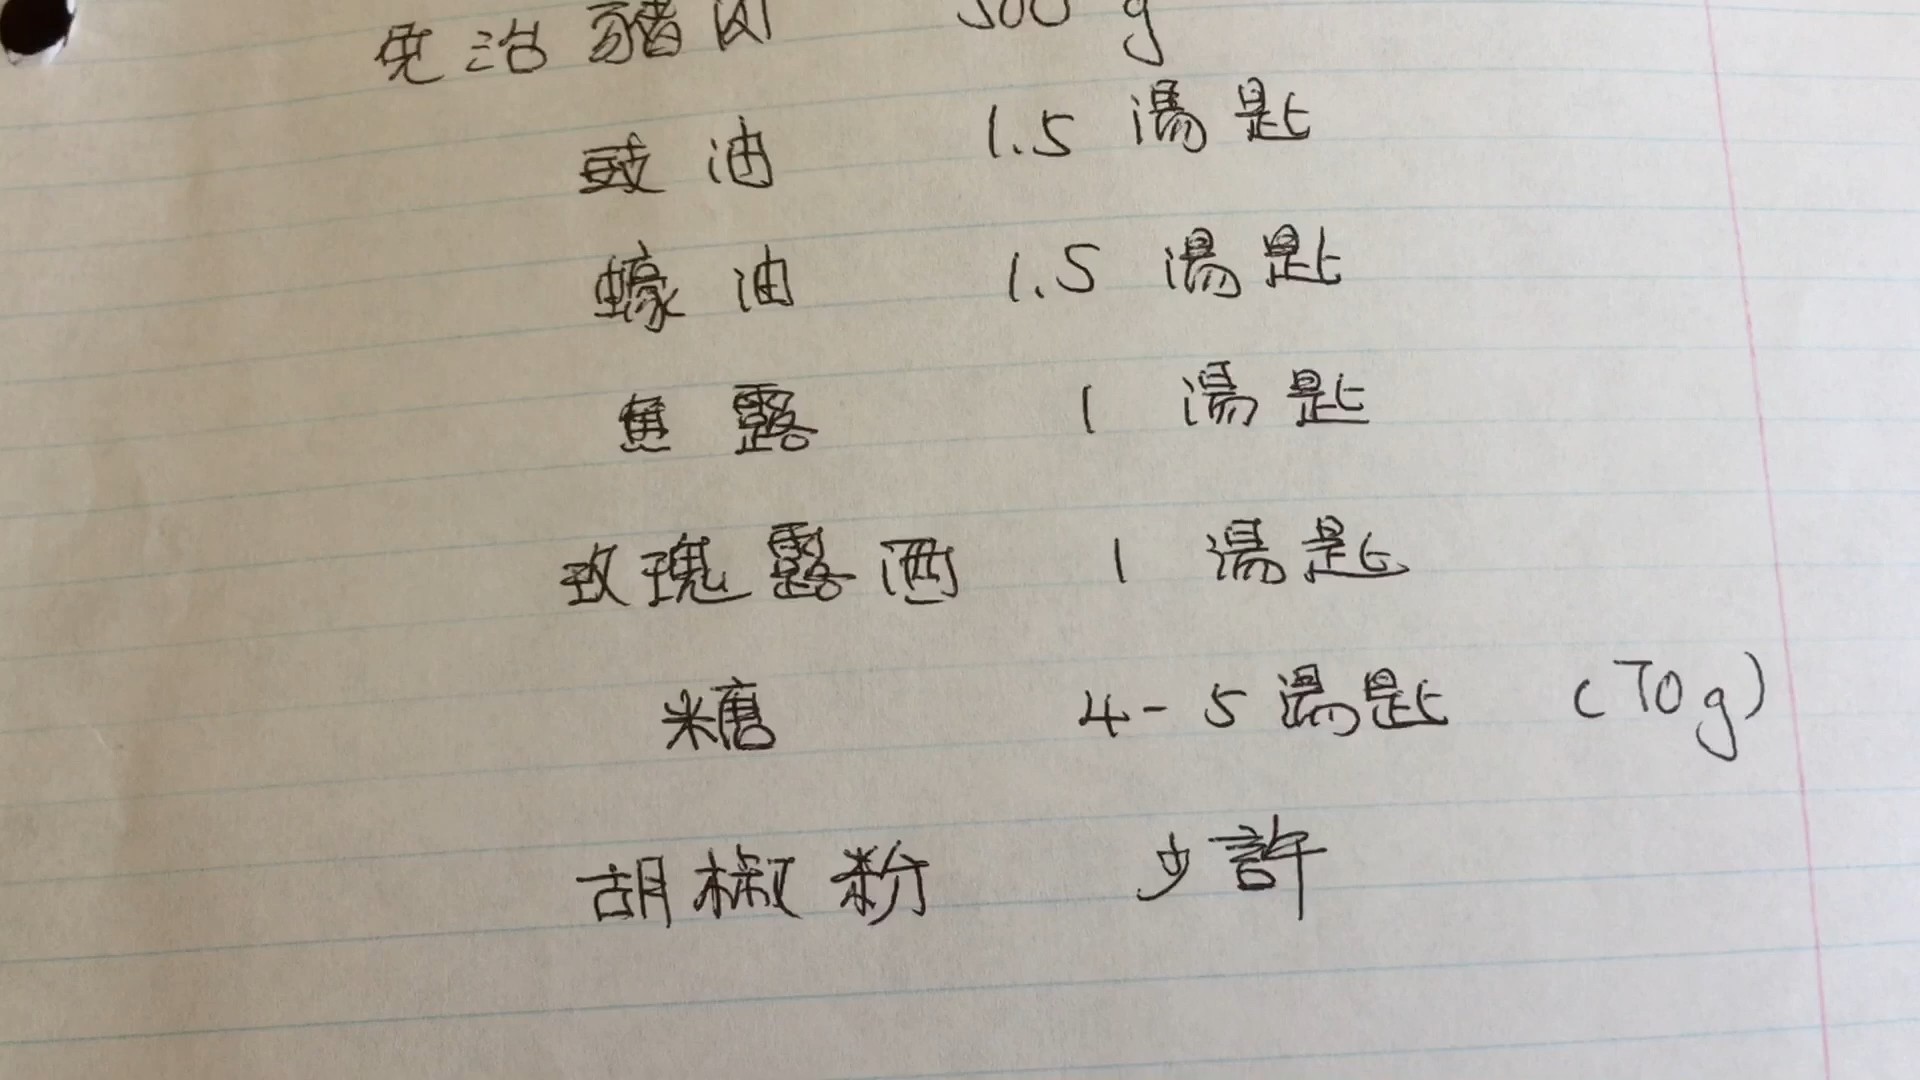 免治豬肉 500 g
豉油 1.5 湯匙
蠔油 1.5 湯匙
魚露 1 湯匙
玫瑰露酒 1 湯匙
糖 4-5 湯匙 (70g)
胡椒粉 少許